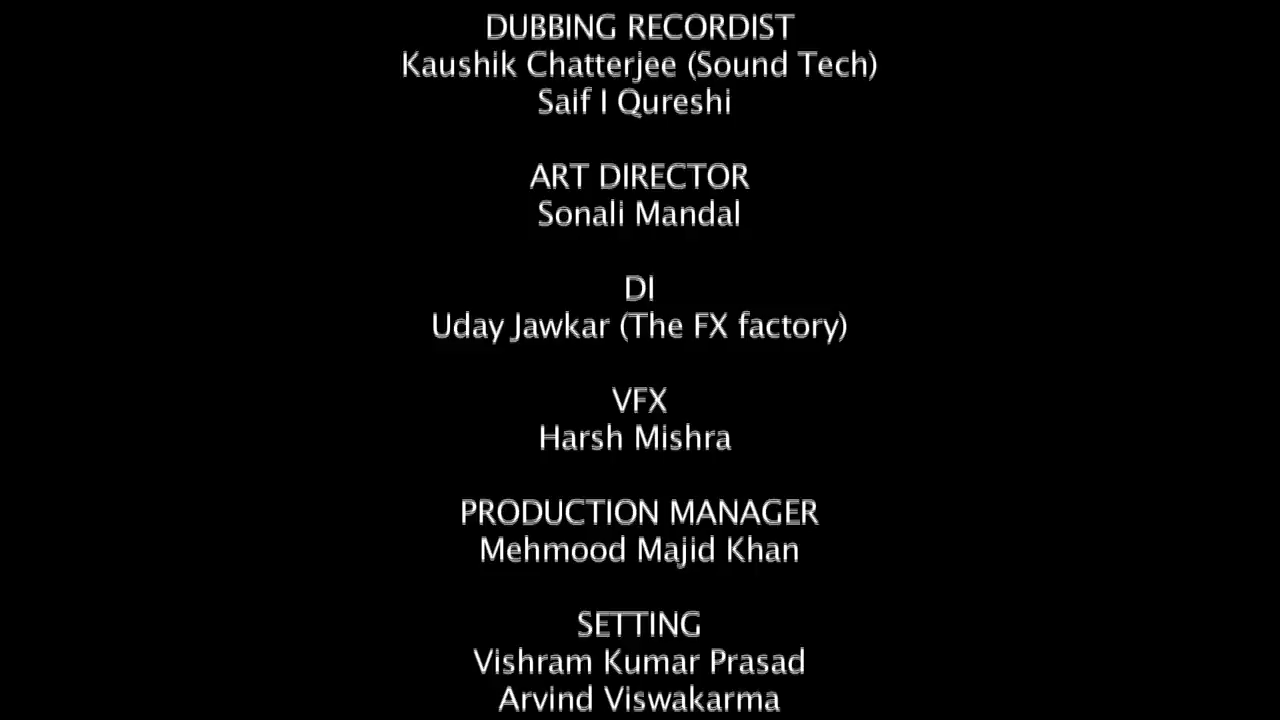 DUBBING RECORDIST
Kaushik Chatterjee (Sound Tech)
Saif I Qureshi
ART DIRECTOR
Sonali Mandal
DI
Uday Jawkar (The FX factory)
VFX
Harsh Mishra
PRODUCTION MANAGER
Mehmood Majid Khan
SETTING
Vishram Kumar Prasad
Arvind Viswakarma